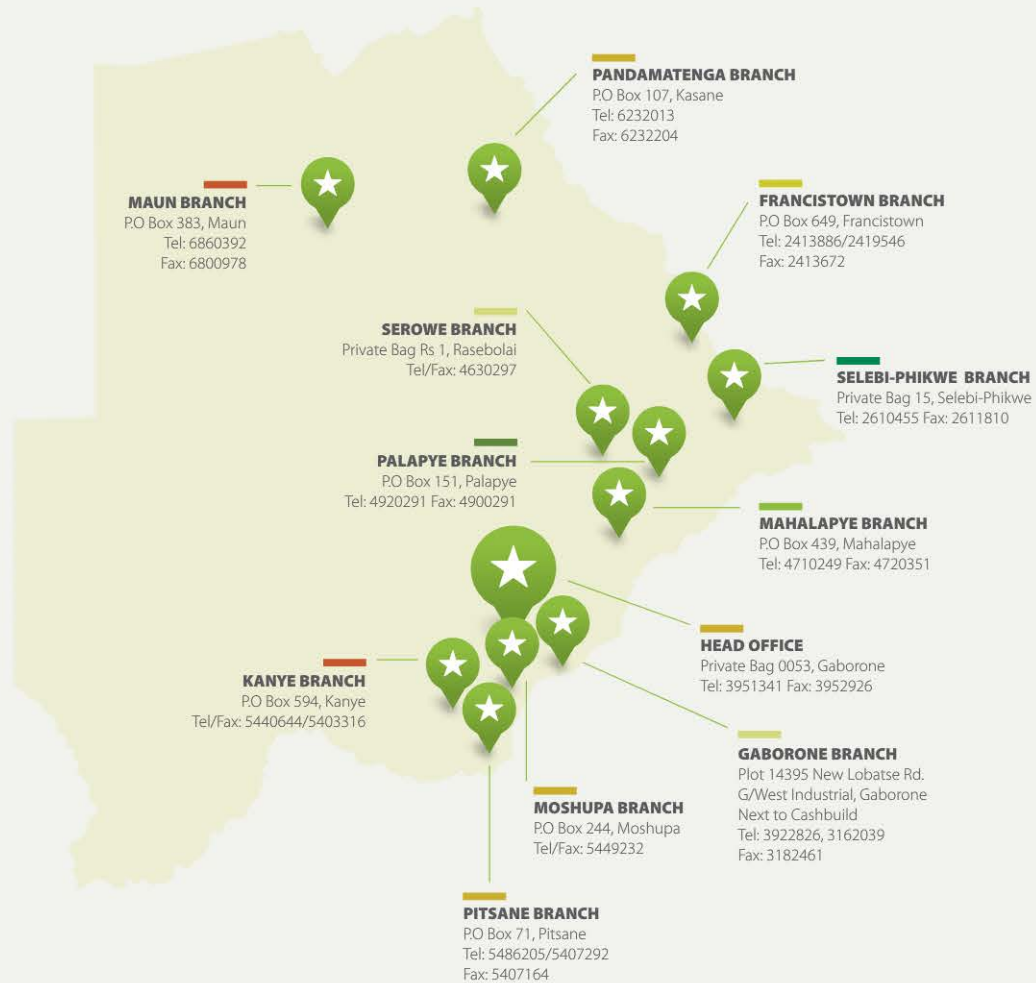 PANDAMATENGA BRANCH
P.O Box 107, Kasane
Tel: 6232013
Fax: 6232204
MAUN BRANCH
P.O Box 383, Maun
Tel: 6860392
Fax: 6800978
FRANCISTOWN BRANCH
P.O Box 649, Francistown
Tel: 2413886/2419546
Fax: 2413672
SEROWE BRANCH
Private Bag Rs 1, Rasebolai
Tel/Fax: 4630297
SELEBI-PHIKWE BRANCH
Private Bag 15, Selebi-Phikwe
Tel: 2610455 Fax: 2611810
PALAPYE BRANCH
P.O Box 151, Palapye
Tel: 4920291 Fax: 4900291
MAHALAPYE BRANCH
P.O Box 439, Mahalapye
Tel: 4710249 Fax: 4720351
HEAD OFFICE
Private Bag 0053, Gaborone
Tel: 3951341 Fax: 3952926
KANYE BRANCH
P.O Box 594, Kanye
Tel/Fax: 5440644/5403316
GABORONE BRANCH
Plot 14395 New Lobatse Rd.
G/West Industrial, Gaborone
Next to Cashbuild
Tel: 3922826, 3162039
Fax: 3182461
MOSHUPA BRANCH
P.O Box 244, Moshupa
Tel/Fax: 5449232
PITSANE BRANCH
P.O Box 71, Pitsane
Tel: 5486205/5407292
Fax: 5407164